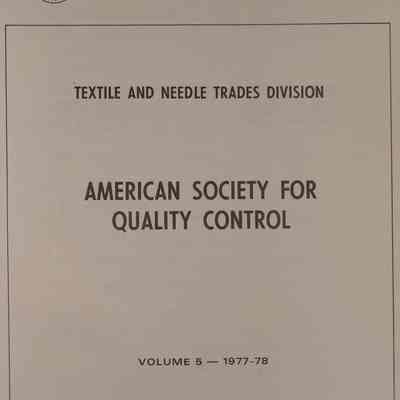 TEXTILE AND NEEDLE TRADES DIVISION
AMERICAN SOCIETY FOR
QUALITY CONTROL
VOLUME 5 — 1977-78